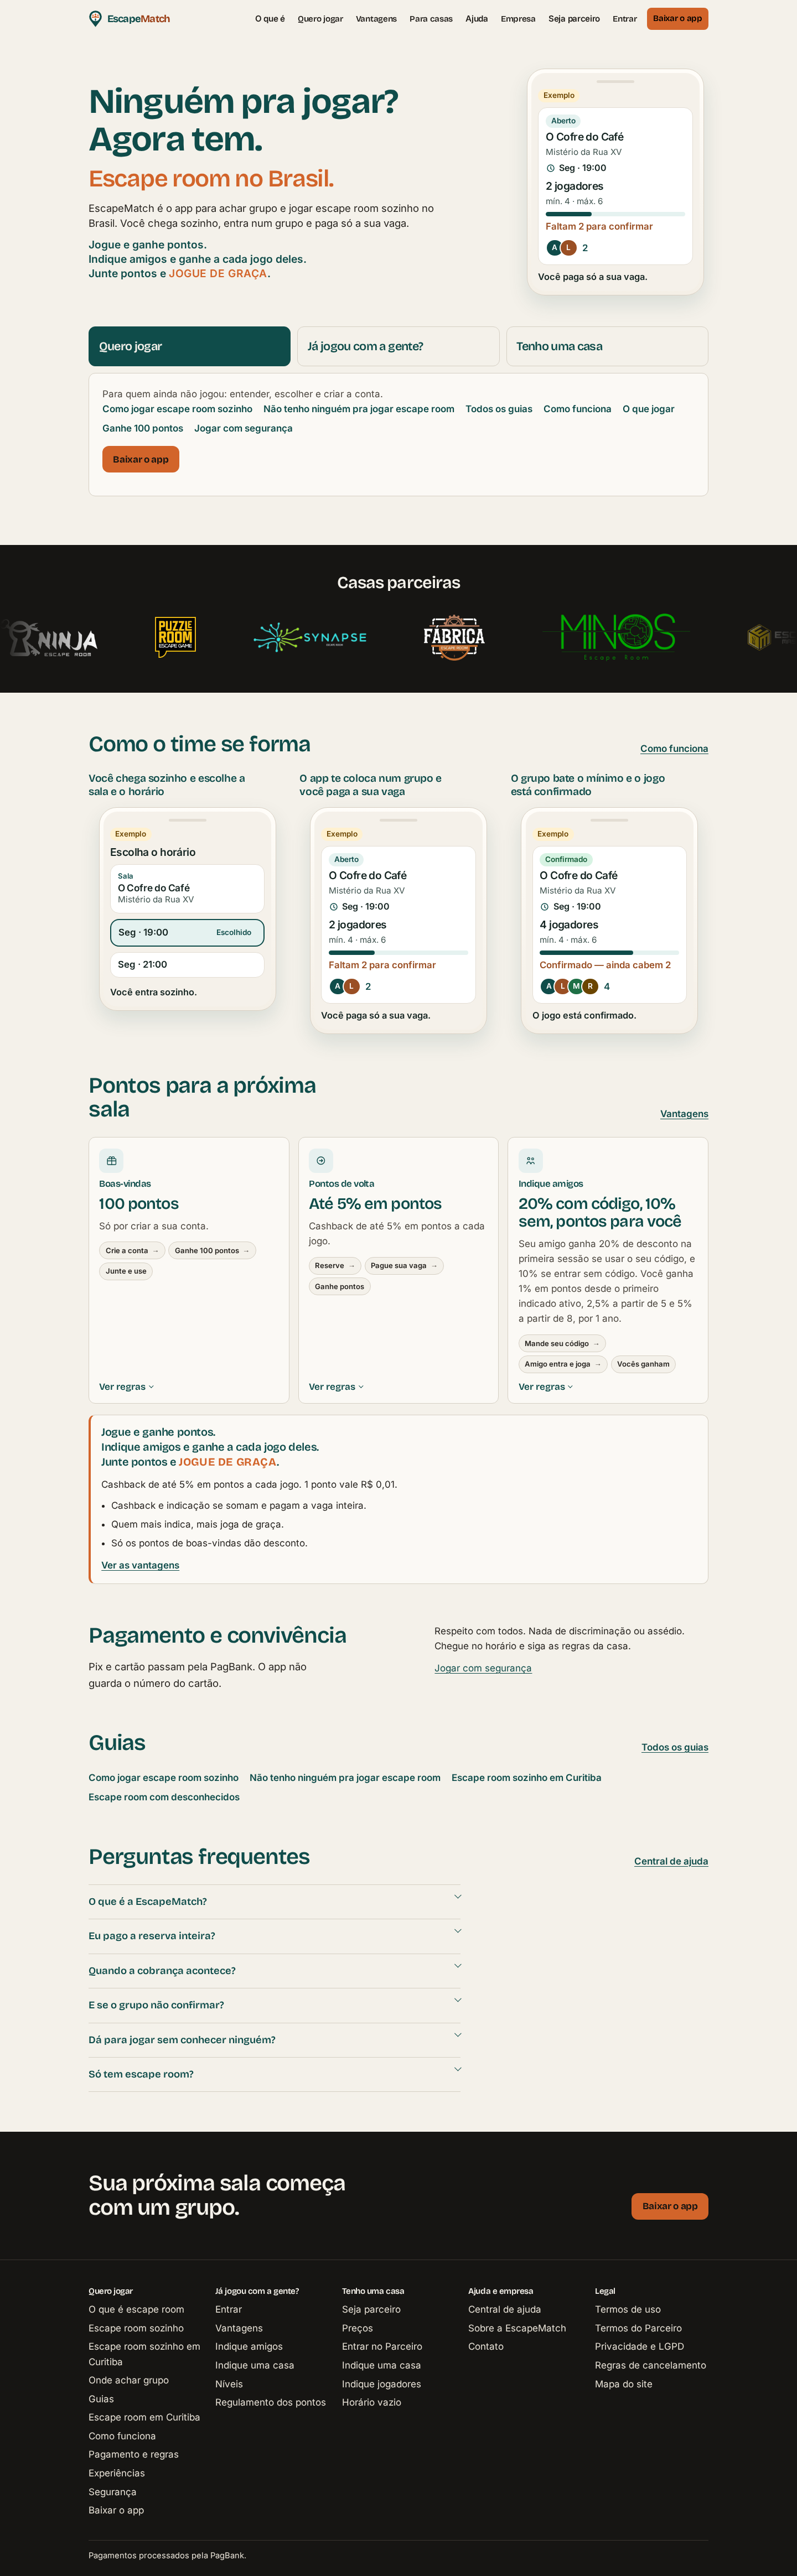 EscapeMatch
O que é
Quero jogar
Vantagens
Para casas
Ajuda
Empresa
Seja parceiro
Entrar
Baixar o app
Ninguém pra jogar?
Agora tem.
Escape room no Brasil.
EscapeMatch é o app para achar grupo e jogar escape room sozinho no
Brasil. Você chega sozinho, entra num grupo e paga só a sua vaga.
Jogue e ganhe pontos.
Indique amigos e ganhe a cada jogo deles.
Junte pontos e JOGUE DE GRAÇA.
Exemplo
Aberto
O Cofre do Café
Mistério da Rua XV
Seg · 19:00
2 jogadores
mín. 4 · máx. 6
Faltam 2 para confirmar
A L 2
Você paga só a sua vaga.
Quero jogar
Já jogou com a gente?
Tenho uma casa
Para quem ainda não jogou: entender, escolher e criar a conta.
Como jogar escape room sozinho
Não tenho ninguém pra jogar escape room
Todos os guias
Como funciona
O que jogar
Ganhe 100 pontos
Jogar com segurança
Baixar o app
Casas parceiras
NINJA
ESCAPE ROOM
PUZZLE
ROOM
ESCAPE GAME
SYNAPSE
FÁBRICA
MINOS
Escape Room
Como o time se forma
Como funciona
Você chega sozinho e escolhe a
sala e o horário
Exemplo
Escolha o horário
Sala
O Cofre do Café
Mistério da Rua XV
Seg · 19:00
Escolhido
Seg · 21:00
Você entra sozinho.
O app te coloca num grupo e
você paga a sua vaga
Exemplo
Aberto
O Cofre do Café
Mistério da Rua XV
Seg · 19:00
2 jogadores
mín. 4 · máx. 6
Faltam 2 para confirmar
A L 2
Você paga só a sua vaga.
O grupo bate o mínimo e o jogo
está confirmado
Exemplo
Confirmado
O Cofre do Café
Mistério da Rua XV
Seg · 19:00
4 jogadores
mín. 4 · máx. 6
Confirmado — ainda cabem 2
A L M R 4
O jogo está confirmado.
Pontos para a próxima
sala
Vantagens
Boas-vindas
100 pontos
Só por criar a sua conta.
Crie a conta →
Ganhe 100 pontos →
Junte e use
Ver regras
Pontos de volta
Até 5% em pontos
Cashback de até 5% em pontos a cada
jogo.
Reserve →
Pague sua vaga →
Ganhe pontos
Ver regras
Indique amigos
20% com código, 10%
sem, pontos para você
Seu amigo ganha 20% de desconto na
primeira sessão se usar o seu código, e
10% se entrar sem código. Você ganha
1% em pontos desde o primeiro
indicado ativo, 2,5% a partir de 5 e 5%
a partir de 8, por 1 ano.
Mande seu código →
Amigo entra e joga →
Vocês ganham
Ver regras
Jogue e ganhe pontos.
Indique amigos e ganhe a cada jogo deles.
Junte pontos e JOGUE DE GRAÇA.
Cashback de até 5% em pontos a cada jogo. 1 ponto vale R$ 0,01.
• Cashback e indicação se somam e pagam a vaga inteira.
• Quem mais indica, mais joga de graça.
• Só os pontos de boas-vindas dão desconto.
Ver as vantagens
Pagamento e convivência
Pix e cartão passam pela PagBank. O app não
guarda o número do cartão.
Respeito com todos. Nada de discriminação ou assédio.
Chegue no horário e siga as regras da casa.
Jogar com segurança
Guias
Todos os guias
Como jogar escape room sozinho
Não tenho ninguém pra jogar escape room
Escape room sozinho em Curitiba
Escape room com desconhecidos
Perguntas frequentes
Central de ajuda
O que é a EscapeMatch?
Eu pago a reserva inteira?
Quando a cobrança acontece?
E se o grupo não confirmar?
Dá para jogar sem conhecer ninguém?
Só tem escape room?
Sua próxima sala começa
com um grupo.
Baixar o app
Quero jogar
O que é escape room
Escape room sozinho
Escape room sozinho em
Curitiba
Onde achar grupo
Guias
Escape room em Curitiba
Como funciona
Pagamento e regras
Experiências
Segurança
Baixar o app
Já jogou com a gente?
Entrar
Vantagens
Indique amigos
Indique uma casa
Níveis
Regulamento dos pontos
Tenho uma casa
Seja parceiro
Preços
Entrar no Parceiro
Indique uma casa
Indique jogadores
Horário vazio
Ajuda e empresa
Central de ajuda
Sobre a EscapeMatch
Contato
Legal
Termos de uso
Termos do Parceiro
Privacidade e LGPD
Regras de cancelamento
Mapa do site
Pagamentos processados pela PagBank.